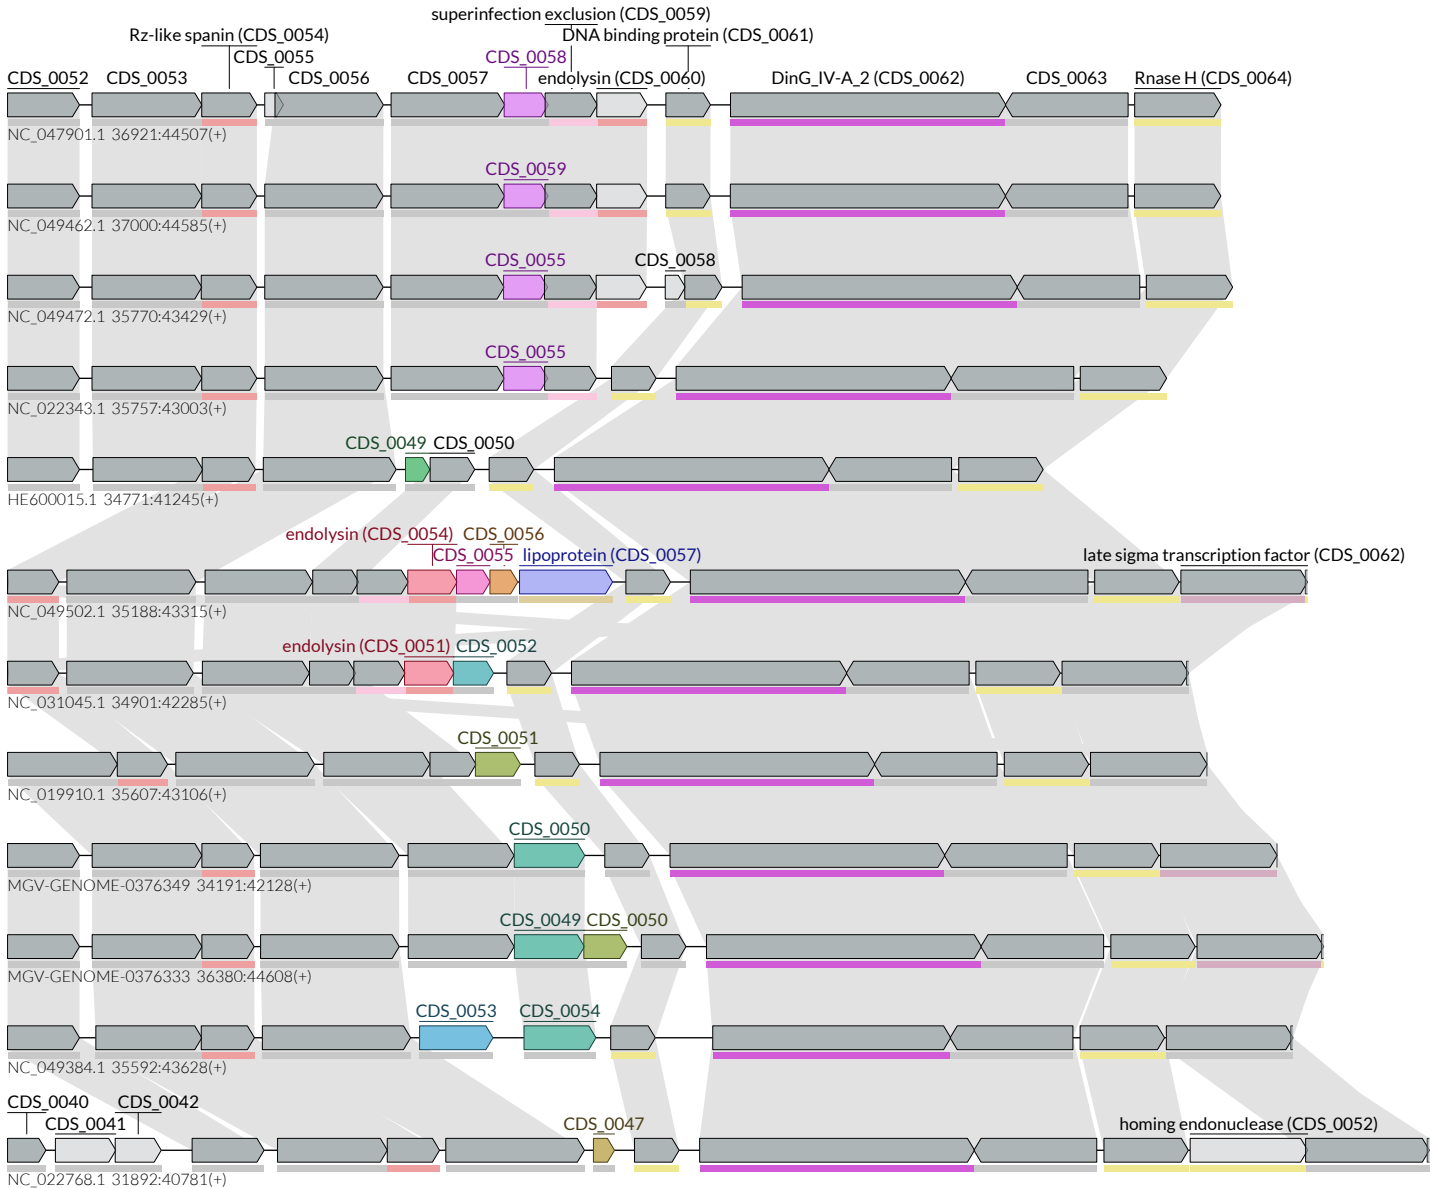 superinfection exclusion (CDS_0059)
Rz-like spanin (CDS_0054) DNA binding protein (CDS_0061)
CDS_0055 CDS_0058
CDS_0052 CDS_0053 CDS_0056 CDS_0057 endolysin (CDS_0060) DinG_IV-A_2 (CDS_0062) CDS_0063 Rnase H (CDS_0064)
NC_047901.1 36921:44507(+)
CDS_0059
NC_049462.1 37000:44585(+)
CDS_0055 CDS_0058
NC_049472.1 35770:43429(+)
CDS_0055
NC_022343.1 35757:43003(+)
CDS_0049 CDS_0050
HE600015.1 34771:41245(+)
endolysin (CDS_0054) CDS_0056
CDS_0055 lipoprotein (CDS_0057) late sigma transcription factor (CDS_0062)
NC_049502.1 35188:43315(+)
endolysin (CDS_0051) CDS_0052
NC_031045.1 34901:42285(+)
CDS_0051
NC_019910.1 35607:43106(+)
CDS_0050
MGV-GENOME-0376349 34191:42128(+)
CDS_0049 CDS_0050
MGV-GENOME-0376333 36380:44608(+)
CDS_0053 CDS_0054
NC_049384.1 35592:43628(+)
CDS_0040 CDS_0042
CDS_0041 CDS_0047 homing endonuclease (CDS_0052)
NC_022768.1 31892:40781(+)